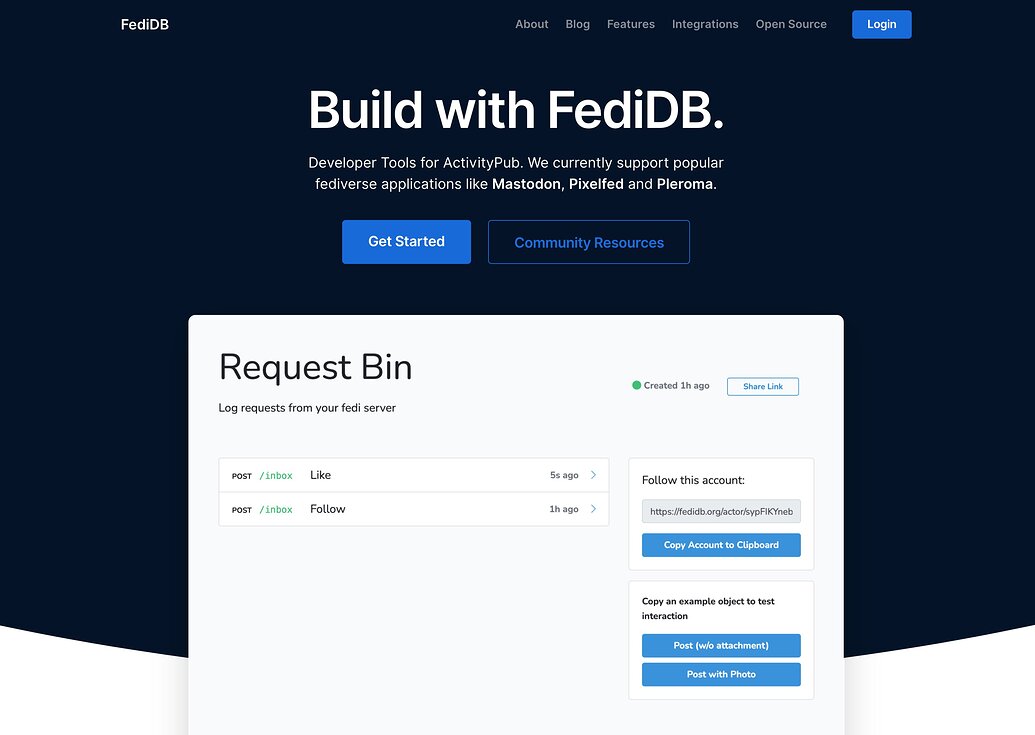 FediDB
About Blog Features Integrations Open Source Login
Build with FediDB.
Developer Tools for ActivityPub. We currently support popular
fediverse applications like Mastodon, Pixelfed and Pleroma.
Get Started
Community Resources
Request Bin
Created 1h ago
Share Link
Log requests from your fedi server
POST /inbox Like 5s ago
POST /inbox Follow 1h ago
Follow this account:
https://fedidb.org/actor/sypFIKYneb
Copy Account to Clipboard
Copy an example object to test
interaction
Post (w/o attachment)
Post with Photo